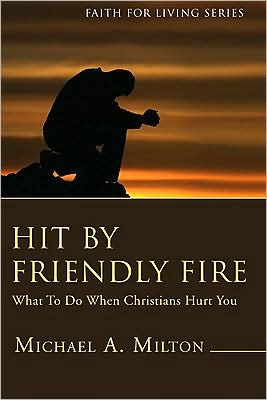 FAITH FOR LIVING SERIES
HIT BY
FRIENDLY FIRE
What To Do When Christians Hurt You
MICHAEL A. MILTON